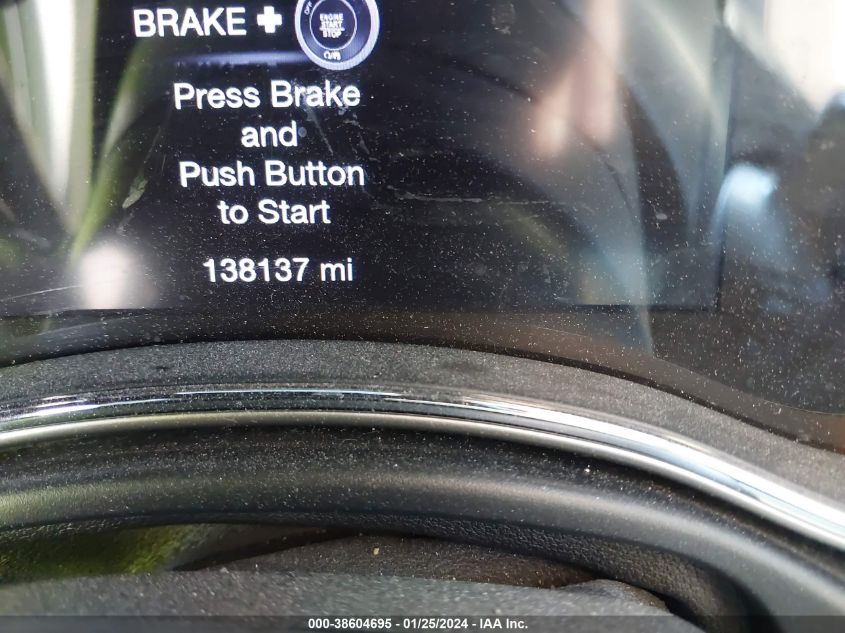 BRAKE +
ENGINE
START
STOP
Press Brake
and
Push Button
to Start
138137 mi
000-38604695 - 01/25/2024 - IAA Inc.